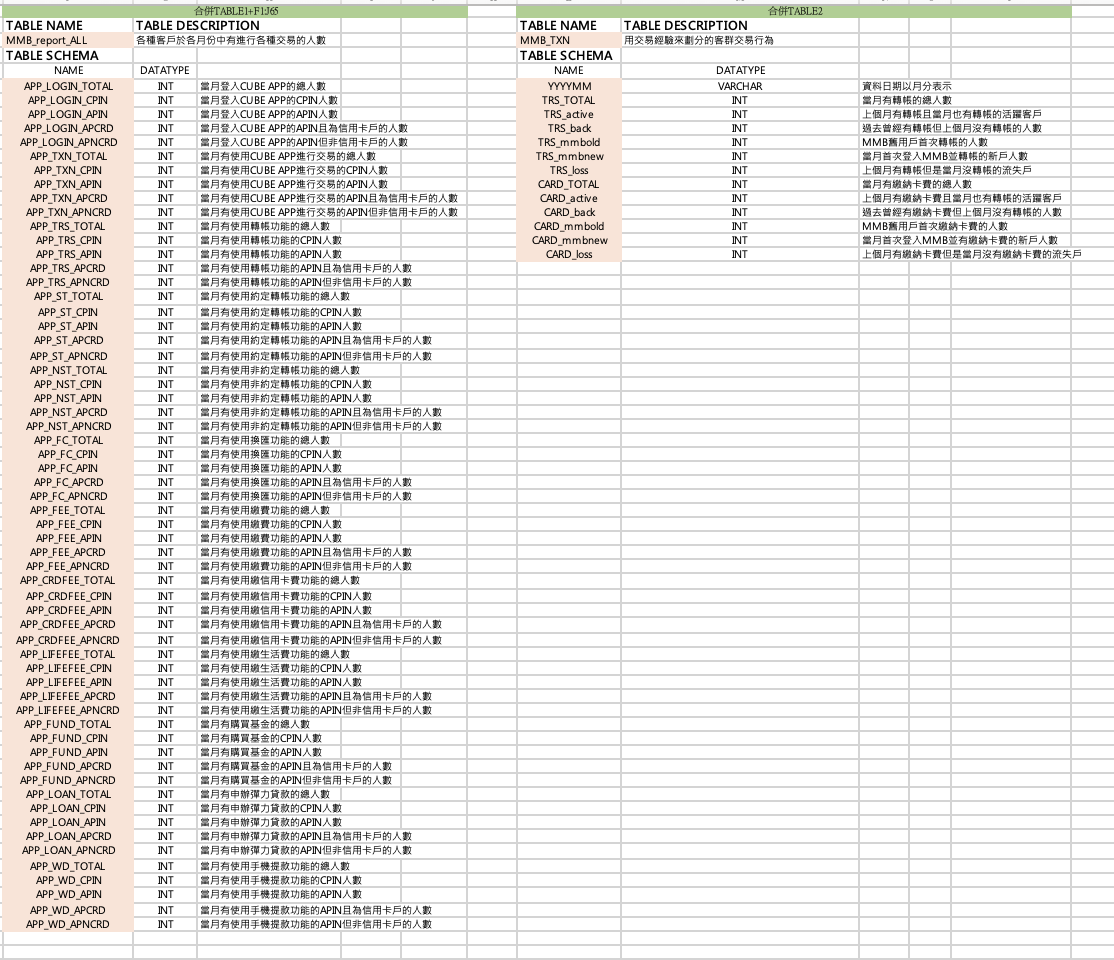 合併TABLE1+F1:J65
TABLE NAME TABLE DESCRIPTION
MMB_report_ALL 各種客戶於各月份中有進行各種交易的人數
TABLE SCHEMA
NAME DATATYPE
APP_LOGIN_TOTAL INT 當月登入CUBE APP的總人數
APP_LOGIN_CPIN INT 當月登入CUBE APP的CPIN人數
APP_LOGIN_APIN INT 當月登入CUBE APP的APIN人數
APP_LOGIN_APCRD INT 當月登入CUBE APP的APIN且為信用卡戶的人數
APP_LOGIN_APNCRD INT 當月登入CUBE APP的APIN但非信用卡戶的人數
APP_TXN_TOTAL INT 當月有使用CUBE APP進行交易的總人數
APP_TXN_CPIN INT 當月有使用CUBE APP進行交易的CPIN人數
APP_TXN_APIN INT 當月有使用CUBE APP進行交易的APIN人數
APP_TXN_APCRD INT 當月有使用CUBE APP進行交易的APIN且為信用卡戶的人數
APP_TXN_APNCRD INT 當月有使用CUBE APP進行交易的APIN但非信用卡戶的人數
APP_TRS_TOTAL INT 當月有使用轉帳功能的總人數
APP_TRS_CPIN INT 當月有使用轉帳功能的CPIN人數
APP_TRS_APIN INT 當月有使用轉帳功能的APIN人數
APP_TRS_APCRD INT 當月有使用轉帳功能的APIN且為信用卡戶的人數
APP_TRS_APNCRD INT 當月有使用轉帳功能的APIN但非信用卡戶的人數
APP_ST_TOTAL INT 當月有使用約定轉帳功能的總人數
APP_ST_CPIN INT 當月有使用約定轉帳功能的CPIN人數
APP_ST_APIN INT 當月有使用約定轉帳功能的APIN人數
APP_ST_APCRD INT 當月有使用約定轉帳功能的APIN且為信用卡戶的人數
APP_ST_APNCRD INT 當月有使用約定轉帳功能的APIN但非信用卡戶的人數
APP_NST_TOTAL INT 當月有使用非約定轉帳功能的總人數
APP_NST_CPIN INT 當月有使用非約定轉帳功能的CPIN人數
APP_NST_APIN INT 當月有使用非約定轉帳功能的APIN人數
APP_NST_APCRD INT 當月有使用非約定轉帳功能的APIN且為信用卡戶的人數
APP_NST_APNCRD INT 當月有使用非約定轉帳功能的APIN但非信用卡戶的人數
APP_FC_TOTAL INT 當月有使用換匯功能的總人數
APP_FC_CPIN INT 當月有使用換匯功能的CPIN人數
APP_FC_APIN INT 當月有使用換匯功能的APIN人數
APP_FC_APCRD INT 當月有使用換匯功能的APIN且為信用卡戶的人數
APP_FC_APNCRD INT 當月有使用換匯功能的APIN但非信用卡戶的人數
APP_FEE_TOTAL INT 當月有使用繳費功能的總人數
APP_FEE_CPIN INT 當月有使用繳費功能的CPIN人數
APP_FEE_APIN INT 當月有使用繳費功能的APIN人數
APP_FEE_APCRD INT 當月有使用繳費功能的APIN且為信用卡戶的人數
APP_FEE_APNCRD INT 當月有使用繳費功能的APIN但非信用卡戶的人數
APP_CRDFEE_TOTAL INT 當月有使用繳信用卡費功能的總人數
APP_CRDFEE_CPIN INT 當月有使用繳信用卡費功能的CPIN人數
APP_CRDFEE_APIN INT 當月有使用繳信用卡費功能的APIN人數
APP_CRDFEE_APCRD INT 當月有使用繳信用卡費功能的APIN且為信用卡戶的人數
APP_CRDFEE_APNCRD INT 當月有使用繳信用卡費功能的APIN但非信用卡戶的人數
APP_LIFEFEE_TOTAL INT 當月有使用繳生活費功能的總人數
APP_LIFEFEE_CPIN INT 當月有使用繳生活費功能的CPIN人數
APP_LIFEFEE_APIN INT 當月有使用繳生活費功能的APIN人數
APP_LIFEFEE_APCRD INT 當月有使用繳生活費功能的APIN且為信用卡戶的人數
APP_LIFEFEE_APNCRD INT 當月有使用繳生活費功能的APIN但非信用卡戶的人數
APP_FUND_TOTAL INT 當月有購買基金的總人數
APP_FUND_CPIN INT 當月有購買基金的CPIN人數
APP_FUND_APIN INT 當月有購買基金的APIN人數
APP_FUND_APCRD INT 當月有購買基金的APIN且為信用卡戶的人數
APP_FUND_APNCRD INT 當月有購買基金的APIN但非信用卡戶的人數
APP_LOAN_TOTAL INT 當月有申辦彈力貸款的總人數
APP_LOAN_CPIN INT 當月有申辦彈力貸款的CPIN人數
APP_LOAN_APIN INT 當月有申辦彈力貸款的APIN人數
APP_LOAN_APCRD INT 當月有申辦彈力貸款的APIN且為信用卡戶的人數
APP_LOAN_APNCRD INT 當月有申辦彈力貸款的APIN但非信用卡戶的人數
APP_WD_TOTAL INT 當月有使用手機提款功能的總人數
APP_WD_CPIN INT 當月有使用手機提款功能的CPIN人數
APP_WD_APIN INT 當月有使用手機提款功能的APIN人數
APP_WD_APCRD INT 當月有使用手機提款功能的APIN且為信用卡戶的人數
APP_WD_APNCRD INT 當月有使用手機提款功能的APIN但非信用卡戶的人數
合併TABLE2
TABLE NAME TABLE DESCRIPTION
MMB_TXN 用交易經驗來劃分的客群交易行為
TABLE SCHEMA
NAME DATATYPE
YYYYMM VARCHAR 資料日期以月分表示
TRS_TOTAL INT 當月有轉帳的總人數
TRS_active INT 上個月有轉帳且當月也有轉帳的活躍客戶
TRS_back INT 過去曾經有轉帳但上個月沒有轉帳的人數
TRS_mmbold INT MMB舊用戶首次轉帳的人數
TRS_mmbnew INT 當月首次登入MMB並轉帳的新戶人數
TRS_loss INT 上個月有轉帳但是當月沒轉帳的流失戶
CARD_TOTAL INT 當月有繳納卡費的總人數
CARD_active INT 上個月有繳納卡費且當月也有繳納卡費的活躍客戶
CARD_back INT 過去曾經有繳納卡費但上個月沒有轉帳的人數
CARD_mmbold INT MMB舊用戶首次繳納卡費的人數
CARD_mmbnew INT 當月首次登入MMB並有繳納卡費的新戶人數
CARD_loss INT 上個月有繳納卡費但是當月沒有繳納卡費的流失戶